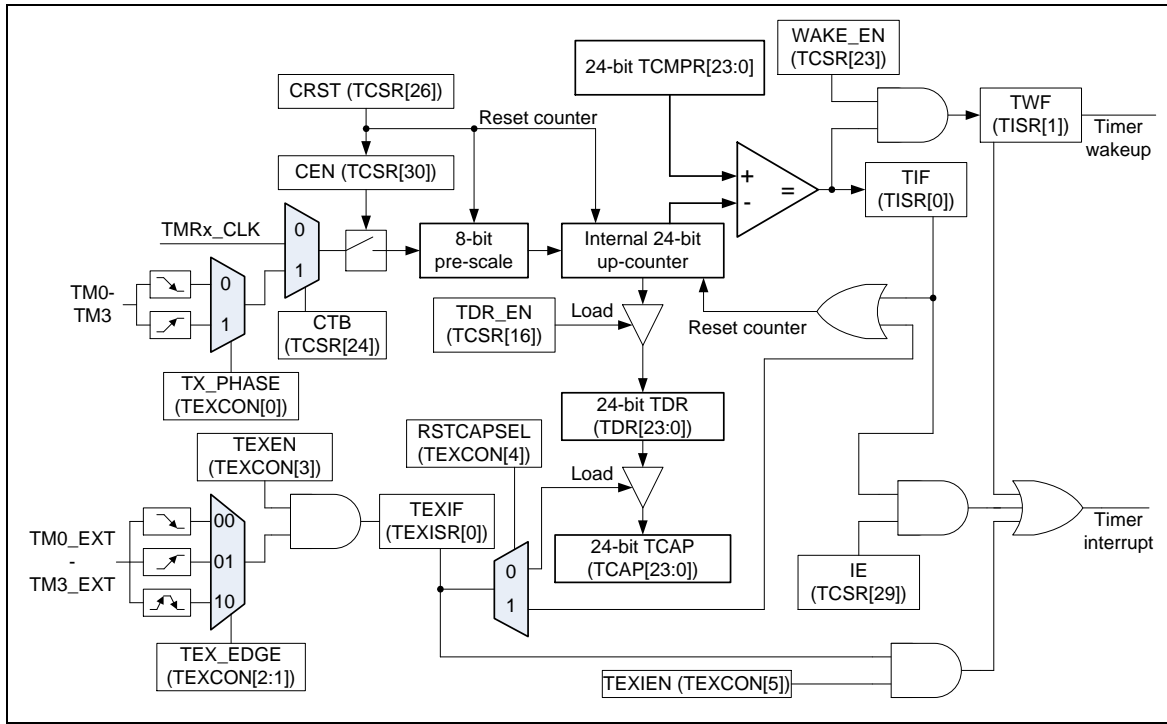 WAKE_EN
(TCSR[23])
24-bit TCMPR[23:0]
CRST (TCSR[26])
Reset counter
TWF
(TISR[1])
Timer
wakeup
CEN (TCSR[30])
+
-
=
TIF
(TISR[0])
TMRx_CLK
0
1
8-bit
pre-scale
Internal 24-bit
up-counter
TM0-
TM3
0
1
CTB
(TCSR[24])
TDR_EN
(TCSR[16])
Load
Reset counter
TX_PHASE
(TEXCON[0])
24-bit TDR
(TDR[23:0])
TEXEN
(TEXCON[3])
RSTCAPSEL
(TEXCON[4])
Load
TEXIF
(TEXISR[0])
TM0_EXT
-
TM3_EXT
00
01
10
0
1
24-bit TCAP
(TCAP[23:0])
IE
(TCSR[29])
Timer
interrupt
TEX_EDGE
(TEXCON[2:1])
TEXIEN (TEXCON[5])